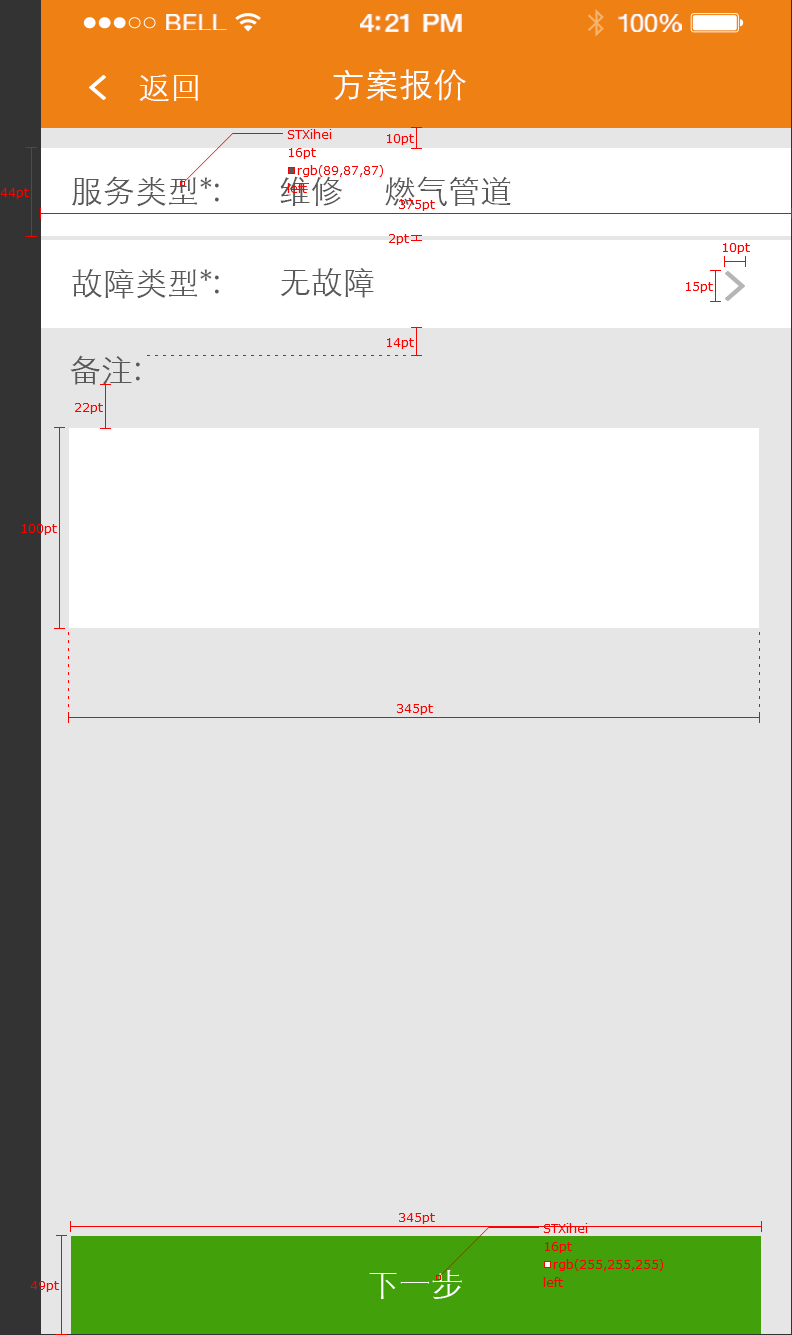 BELL 4:21 PM 100%
返回 方案报价
STXihei 10pt
16pt
rgb(89,87,87)
left
44pt 服务类型*: 维修 燃气管道
375pt
2pt
10pt
故障类型*: 无故障 15pt
14pt
备注:
22pt
100pt
345pt
345pt
STXihei
16pt
rgb(255,255,255)
49pt 下一步 left